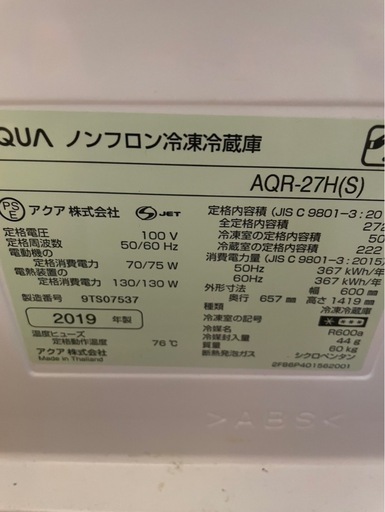 QUA ノンフロン冷凍冷蔵庫
AQR-27H(S)
PS
E
アクア株式会社
S JET
定格電圧 100 V
定格周波数 50/60 Hz
電動機の
定格消費電力 70/75 W
電熱装置の
定格消費電力 130/130 W
製造番号 9TS07537
2019 年製
温度ヒューズ
定格動作温度 76℃
アクア株式会社
Made in Thailand
定格内容積 (JIS C 9801-3 : 20
全定格内容積 272
冷凍室の定格内容積 50
冷蔵室の定格内容積 222
消費電力量 (JIS C 9801-3 : 2015)
50Hz 367 kWh/年
60Hz 367 kWh/年
外形寸法 幅 600 mm
奥行 657 mm 高さ 1419 mm
種類 冷凍冷蔵庫
冷凍室の記号
冷媒名 R600a
冷媒封入量 44 g
質量 60 kg
断熱発泡ガス シクロペンタン
2FB6P401562001
>ABS<